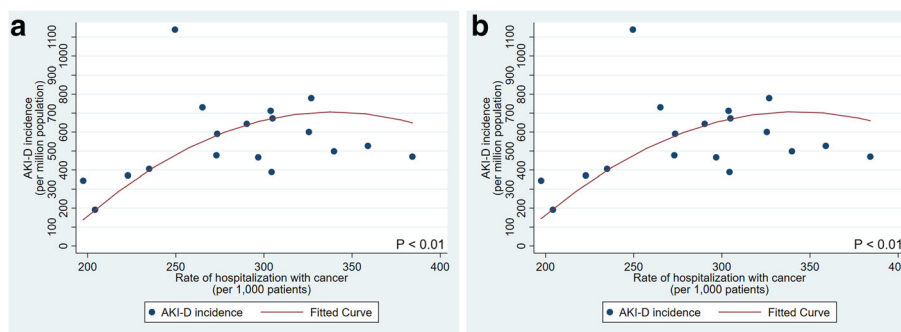 a
AKI-D incidence
(per million population)
0 100 200 300 400 500 600 700 800 900 1000 1100
P < 0.01
200 250 300 350 400
Rate of hospitalization with cancer
(per 1,000 patients)
AKI-D incidence Fitted Curve
b
AKI-D incidence
(per million population)
0 100 200 300 400 500 600 700 800 900 1000 1100
P < 0.01
200 250 300 350 400
Rate of hospitalization with cancer
(per 1,000 patients)
AKI-D incidence Fitted Curve